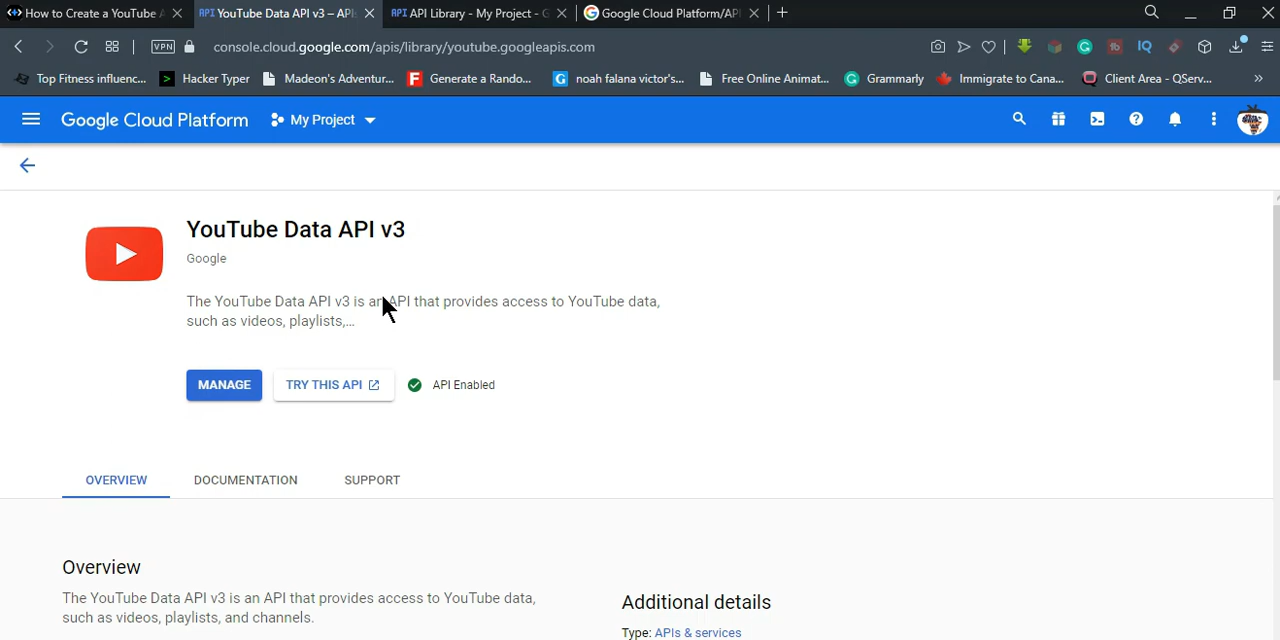 How to Create a YouTube A
API YouTube Data API v3 – API
API API Library - My Project - G
Google Cloud Platform/API
VPN console.cloud.google.com/apis/library/youtube.googleapis.com
IQ
Top Fitness influenc...
Hacker Typer
Madeon's Adventur...
Generate a Rando...
noah falana victor's...
Free Online Animat...
Grammarly
Immigrate to Cana...
Client Area - QServ...
»
Google Cloud Platform
My Project
YouTube Data API v3
Google
The YouTube Data API v3 is an API that provides access to YouTube data,
such as videos, playlists,...
MANAGE
TRY THIS API
API Enabled
OVERVIEW
DOCUMENTATION
SUPPORT
Overview
The YouTube Data API v3 is an API that provides access to YouTube data,
such as videos, playlists, and channels.
Additional details
Type: APIs & services